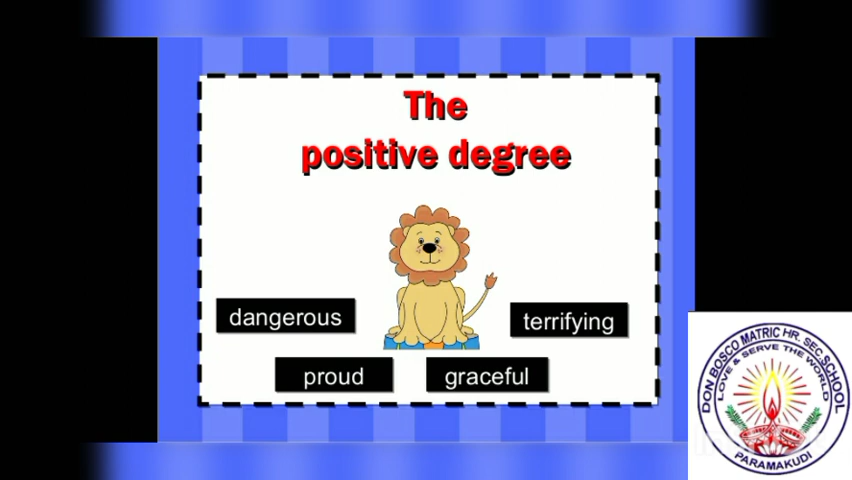 The
positive degree
dangerous
terrifying
proud
graceful
DON BOSCO MATRIC HR. SEC. SCHOOL
LOVE & SERVE THE WORLD
PARAMAKUDI